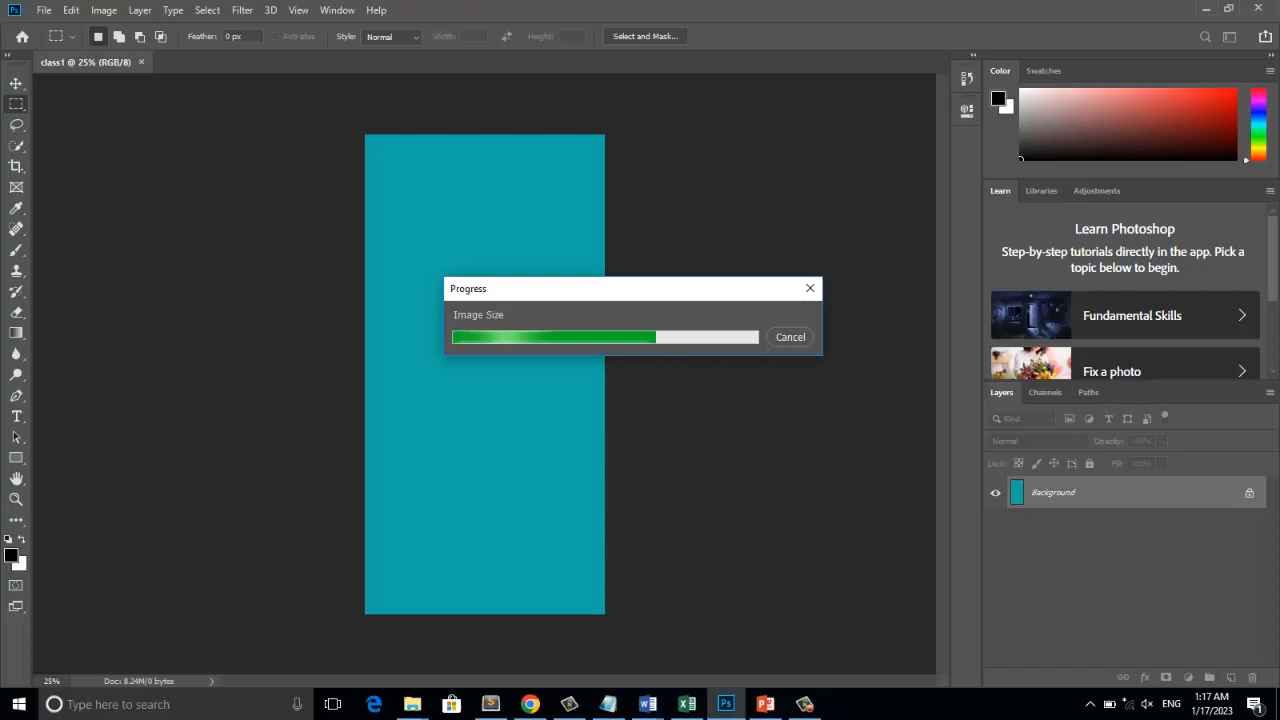 Ps File Edit Image Layer Type Select Filter 3D View Window Help
Feather: 0 px Anti-alias Style: Normal Width: Height: Select and Mask...
class1 @ 25% (RGB/8)
Color Swatches
Learn Libraries Adjustments
Learn Photoshop
Step-by-step tutorials directly in the app. Pick a
topic below to begin.
Progress
Image Size
Cancel
Fundamental Skills
Fix a photo
Layers Channels Paths
Kind
Normal Opacity: 100%
Lock: Fill: 100%
Background
25% Doc: 8.24M/0 bytes
Type here to search
ENG
1:17 AM
1/17/2023